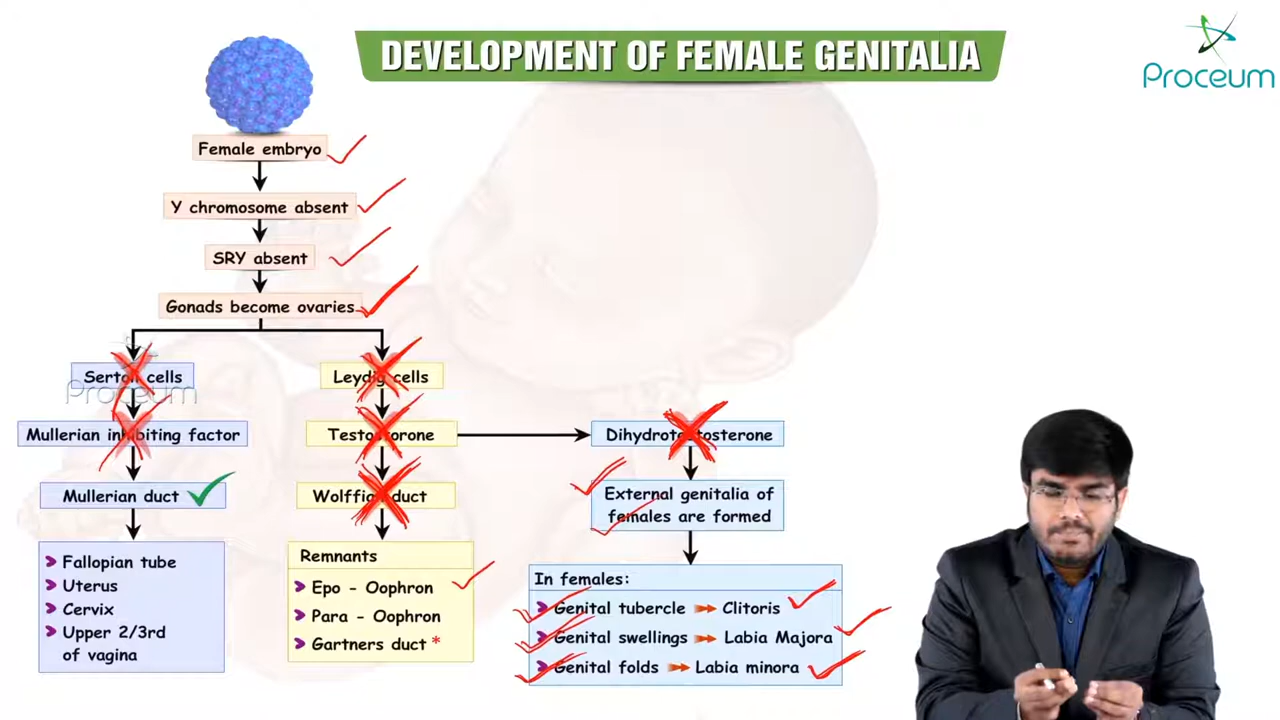 DEVELOPMENT OF FEMALE GENITALIA
Proceum
Female embryo
Y chromosome absent
SRY absent
Gonads become ovaries
Sertoli cells
Proceum
Mullerian inhibiting factor
Mullerian duct
Fallopian tube
Uterus
Cervix
Upper 2/3rd
of vagina
Leydig cells
Testosterone
Wolffian duct
Remnants
Epo - Oophron
Para - Oophron
Gartners duct *
Dihydrotestosterone
External genitalia of
females are formed
In females:
Genital tubercle Clitoris
Genital swellings Labia Majora
Genital folds Labia minora